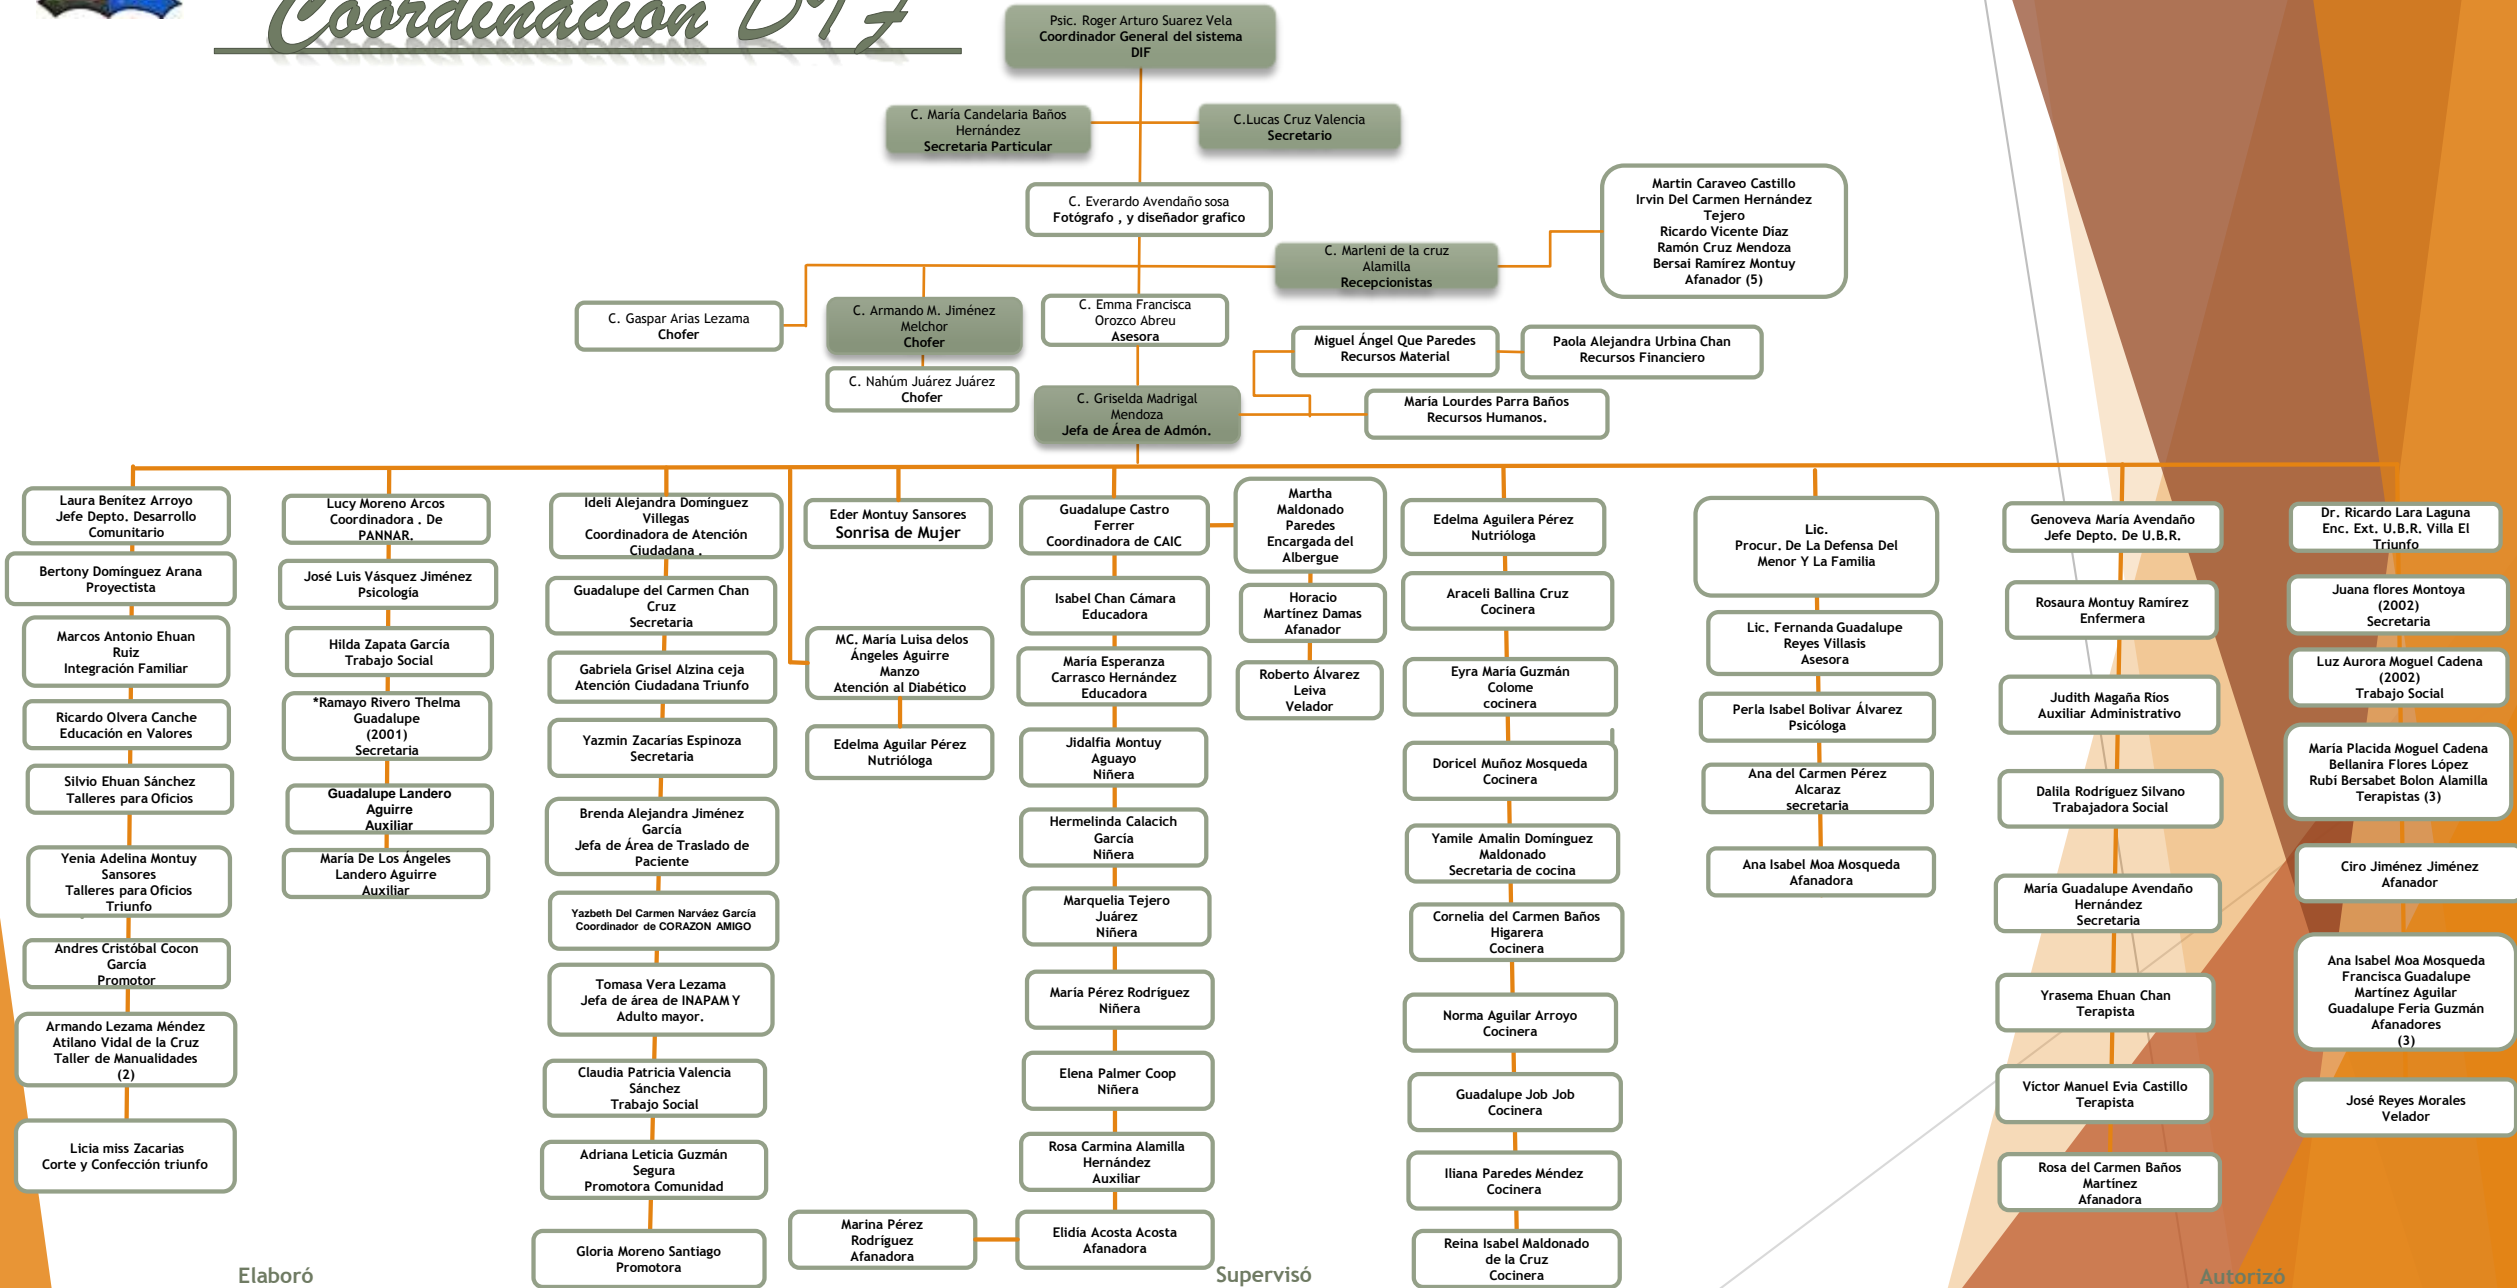 Coordinación DIF
Psic. Roger Arturo Suarez Vela
Coordinador General del sistema
DIF
C. María Candelaria Baños
Hernández
Secretaria Particular
C.Lucas Cruz Valencia
Secretario
C. Everardo Avendaño sosa
Fotógrafo , y diseñador grafico
Martin Caraveo Castillo
Irvin Del Carmen Hernández
Tejero
Ricardo Vicente Díaz
Ramón Cruz Mendoza
Bersai Ramírez Montuy
Afanador (5)
C. Marleni de la cruz
Alamilla
Recepcionistas
C. Gaspar Arias Lezama
Chofer
C. Armando M. Jiménez
Melchor
Chofer
C. Emma Francisca
Orozco Abreu
Asesora
Miguel Ángel Que Paredes
Recursos Material
Paola Alejandra Urbina Chan
Recursos Financiero
C. Nahúm Juárez Juárez
Chofer
C. Griselda Madrigal
Mendoza
Jefa de Área de Admón.
María Lourdes Parra Baños
Recursos Humanos.
Laura Benítez Arroyo
Jefe Depto. Desarrollo
Comunitario
Bertony Domínguez Arana
Proyectista
Marcos Antonio Ehuan
Ruiz
Integración Familiar
Ricardo Olvera Canche
Educación en Valores
Silvio Ehuan Sánchez
Talleres para Oficios
Yenia Adelina Montuy
Sansores
Talleres para Oficios
Triunfo
Andres Cristóbal Cocon
García
Promotor
Armando Lezama Méndez
Atilano Vidal de la Cruz
Taller de Manualidades
(2)
Licia miss Zacarias
Corte y Confección triunfo
Lucy Moreno Arcos
Coordinadora . De
PANNAR.
José Luis Vásquez Jiménez
Psicología
Hilda Zapata García
Trabajo Social
*Ramayo Rivero Thelma
Guadalupe
(2001)
Secretaria
Guadalupe Landero
Aguirre
Auxiliar
María De Los Ángeles
Landero Aguirre
Auxiliar
Ideli Alejandra Domínguez
Villegas
Coordinadora de Atención
Ciudadana .
Guadalupe del Carmen Chan
Cruz
Secretaria
Gabriela Grisel Alzina ceja
Atención Ciudadana Triunfo
Yazmin Zacarías Espinoza
Secretaria
Brenda Alejandra Jiménez
García
Jefa de Área de Traslado de
Paciente
Yazbeth Del Carmen Narváez García
Coordinador de CORAZON AMIGO
Tomasa Vera Lezama
Jefa de área de INAPAM Y
Adulto mayor.
Claudia Patricia Valencia
Sánchez
Trabajo Social
Adriana Leticia Guzmán
Segura
Promotora Comunidad
Gloria Moreno Santiago
Promotora
Eder Montuy Sansores
Sonrisa de Mujer
MC. María Luisa delos
Ángeles Aguirre
Manzo
Atención al Diabético
Edelma Aguilar Pérez
Nutrióloga
Guadalupe Castro
Ferrer
Coordinadora de CAIC
Isabel Chan Cámara
Educadora
María Esperanza
Carrasco Hernández
Educadora
Jidalfia Montuy
Aguayo
Niñera
Hermelinda Calacich
García
Niñera
Marquelia Tejero
Juárez
Niñera
María Pérez Rodríguez
Niñera
Elena Palmer Coop
Niñera
Rosa Carmina Alamilla
Hernández
Auxiliar
Elidía Acosta Acosta
Afanadora
Marina Pérez
Rodríguez
Afanadora
Martha
Maldonado
Paredes
Encargada del
Albergue
Horacio
Martínez Damas
Afanador
Roberto Álvarez
Leiva
Velador
Edelma Aguilera Pérez
Nutrióloga
Araceli Ballina Cruz
Cocinera
Eyra María Guzmán
Colome
cocinera
Doricel Muñoz Mosqueda
Cocinera
Yamile Amalin Domínguez
Maldonado
Secretaria de cocina
Cornelia del Carmen Baños
Higarera
Cocinera
Norma Aguilar Arroyo
Cocinera
Guadalupe Job Job
Cocinera
Iliana Paredes Méndez
Cocinera
Reina Isabel Maldonado
de la Cruz
Cocinera
Lic.
Procur. De La Defensa Del
Menor Y La Familia
Lic. Fernanda Guadalupe
Reyes Villasis
Asesora
Perla Isabel Bolivar Álvarez
Psicóloga
Ana del Carmen Pérez
Alcaraz
secretaria
Ana Isabel Moa Mosqueda
Afanadora
Genoveva María Avendaño
Jefe Depto. De U.B.R.
Rosaura Montuy Ramírez
Enfermera
Judith Magaña Ríos
Auxiliar Administrativo
Dalila Rodríguez Silvano
Trabajadora Social
María Guadalupe Avendaño
Hernández
Secretaria
Yrasema Ehuan Chan
Terapista
Víctor Manuel Evia Castillo
Terapista
Rosa del Carmen Baños
Martínez
Afanadora
Dr. Ricardo Lara Laguna
Enc. Ext. U.B.R. Villa El
Triunfo
Juana flores Montoya
(2002)
Secretaria
Luz Aurora Moguel Cadena
(2002)
Trabajo Social
María Placida Moguel Cadena
Bellanira Flores López
Rubí Bersabet Bolon Alamilla
Terapistas (3)
Ciro Jiménez Jiménez
Afanador
Ana Isabel Moa Mosqueda
Francisca Guadalupe
Martínez Aguilar
Guadalupe Feria Guzmán
Afanadores
(3)
José Reyes Morales
Velador
Elaboró
Supervisó
Autorizó